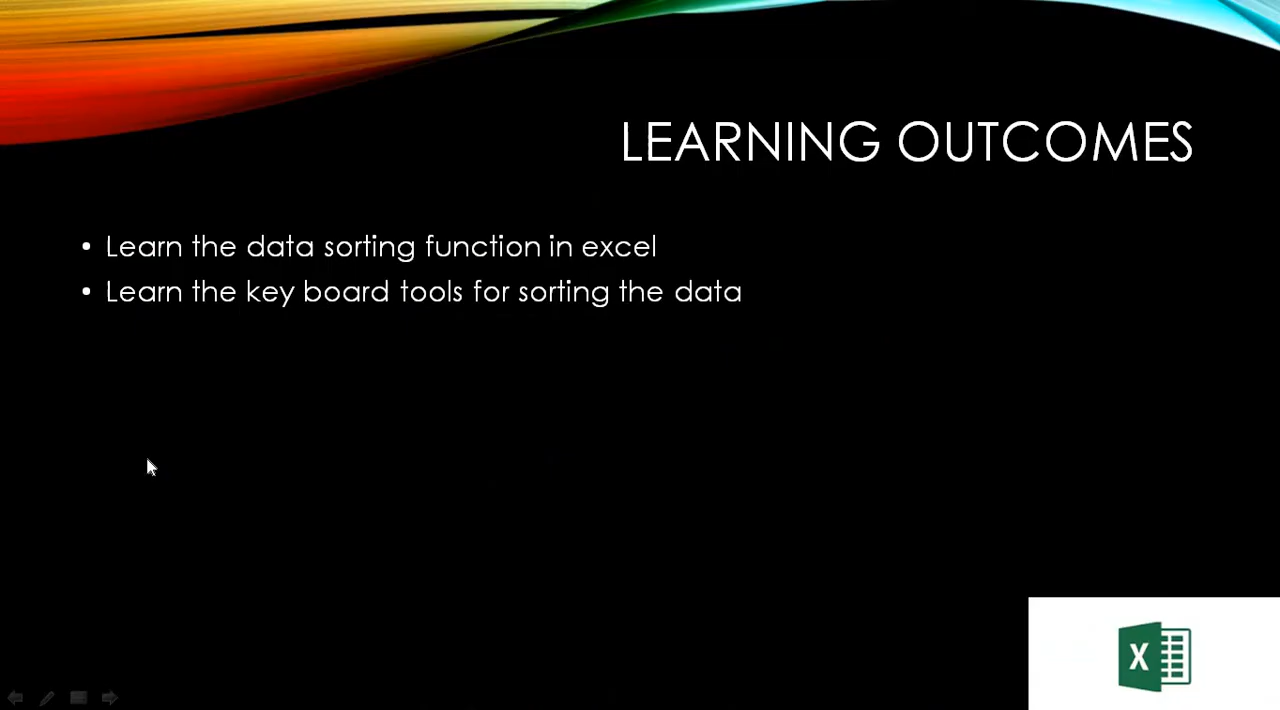 LEARNING OUTCOMES
• Learn the data sorting function in excel
• Learn the key board tools for sorting the data
X